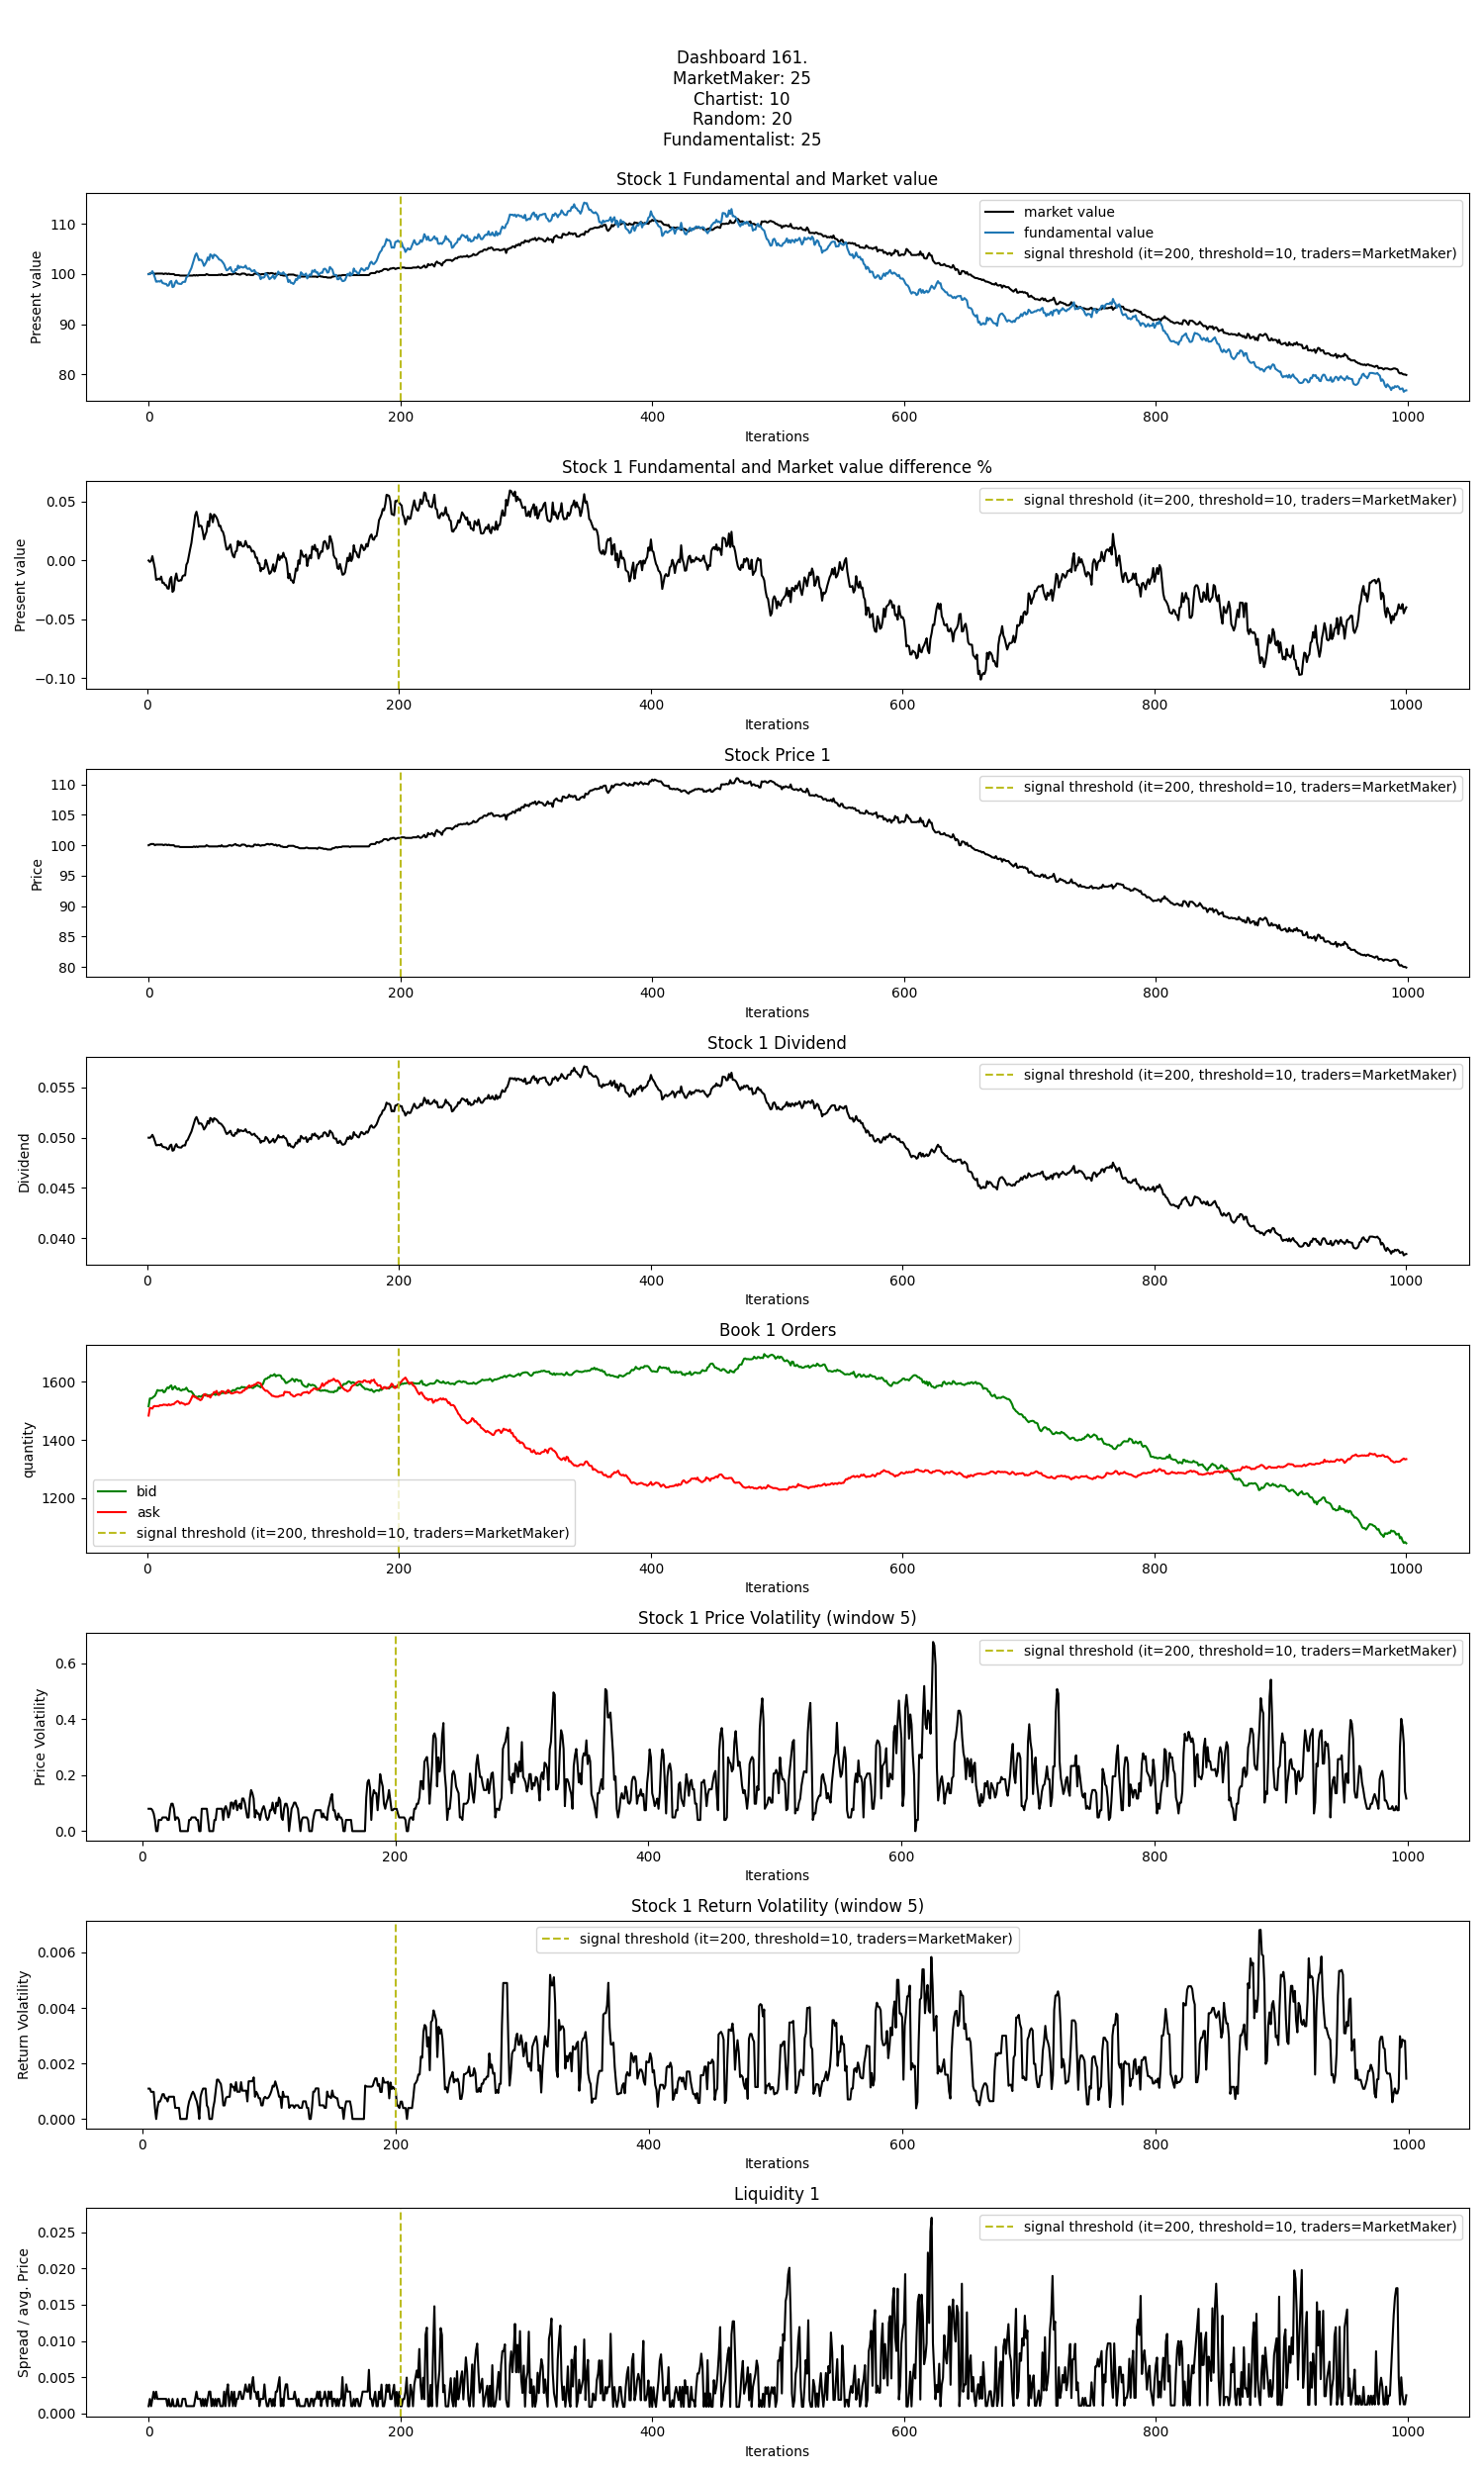 Dashboard 161.
MarketMaker: 25
Chartist: 10
Random: 20
Fundamentalist: 25
Stock 1 Fundamental and Market value
Present value
110
100
90
80
market value
fundamental value
signal threshold (it=200, threshold=10, traders=MarketMaker)
0 200 400 600 800 1000
Iterations
Stock 1 Fundamental and Market value difference %
Present value
0.05
0.00
−0.05
−0.10
signal threshold (it=200, threshold=10, traders=MarketMaker)
0 200 400 600 800 1000
Iterations
Stock Price 1
Price
110
105
100
95
90
85
80
signal threshold (it=200, threshold=10, traders=MarketMaker)
0 200 400 600 800 1000
Iterations
Stock 1 Dividend
Dividend
0.055
0.050
0.045
0.040
signal threshold (it=200, threshold=10, traders=MarketMaker)
0 200 400 600 800 1000
Iterations
Book 1 Orders
quantity
1600
1400
1200
bid
ask
signal threshold (it=200, threshold=10, traders=MarketMaker)
0 200 400 600 800 1000
Iterations
Stock 1 Price Volatility (window 5)
Price Volatility
0.6
0.4
0.2
0.0
signal threshold (it=200, threshold=10, traders=MarketMaker)
0 200 400 600 800 1000
Iterations
Stock 1 Return Volatility (window 5)
Return Volatility
0.006
0.004
0.002
0.000
signal threshold (it=200, threshold=10, traders=MarketMaker)
0 200 400 600 800 1000
Iterations
Liquidity 1
Spread / avg. Price
0.025
0.020
0.015
0.010
0.005
0.000
signal threshold (it=200, threshold=10, traders=MarketMaker)
0 200 400 600 800 1000
Iterations